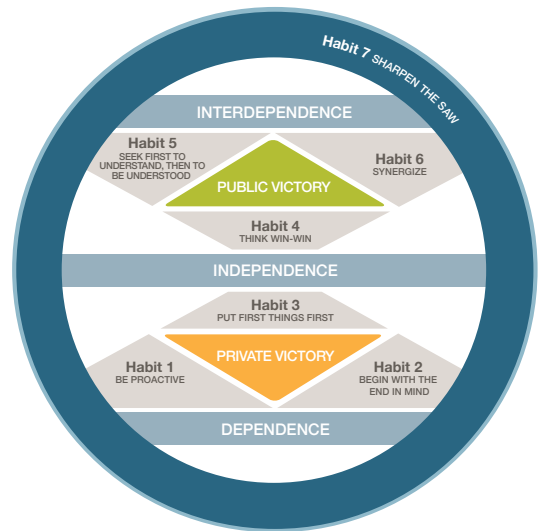 Habit 7 SHARPEN THE SAW
INTERDEPENDENCE
Habit 5
SEEK FIRST TO
UNDERSTAND, THEN TO
BE UNDERSTOOD
Habit 6
SYNERGIZE
PUBLIC VICTORY
Habit 4
THINK WIN-WIN
INDEPENDENCE
Habit 3
PUT FIRST THINGS FIRST
PRIVATE VICTORY
Habit 1
BE PROACTIVE
Habit 2
BEGIN WITH THE
END IN MIND
DEPENDENCE